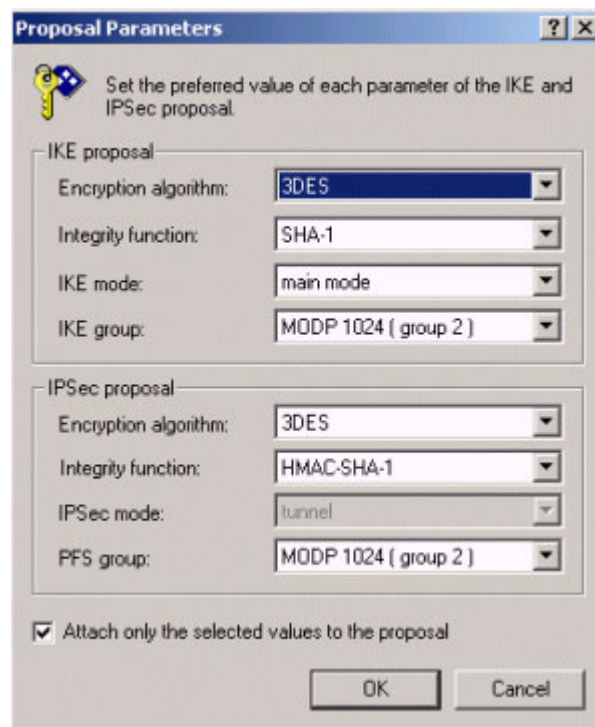 Proposal Parameters
Set the preferred value of each parameter of the IKE and
IPSec proposal.
IKE proposal
Encryption algorithm: 3DES
Integrity function: SHA-1
IKE mode: main mode
IKE group: MODP 1024 ( group 2 )
IPSec proposal
Encryption algorithm: 3DES
Integrity function: HMAC-SHA-1
IPSec mode: tunnel
PFS group: MODP 1024 ( group 2 )
Attach only the selected values to the proposal
OK Cancel